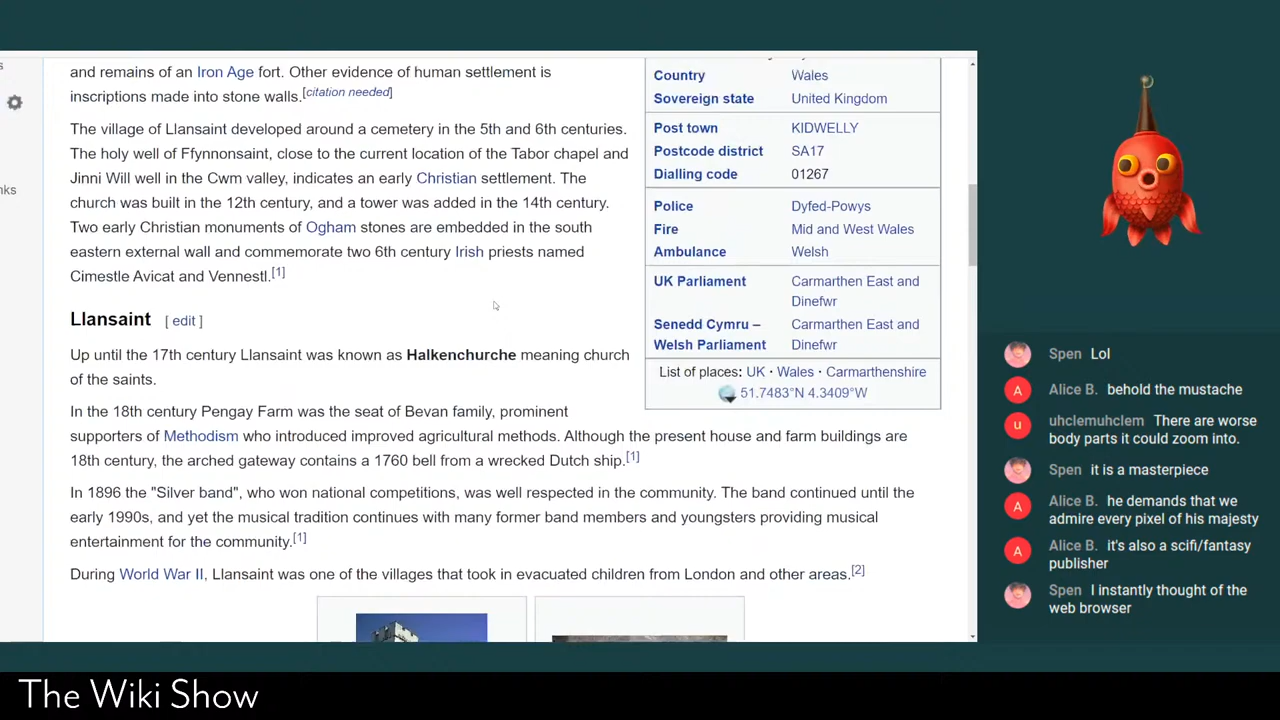 s
nks
and remains of an Iron Age fort. Other evidence of human settlement is
inscriptions made into stone walls.[citation needed]
The village of Llansaint developed around a cemetery in the 5th and 6th centuries.
The holy well of Ffynnonsaint, close to the current location of the Tabor chapel and
Jinni Will well in the Cwm valley, indicates an early Christian settlement. The
church was built in the 12th century, and a tower was added in the 14th century.
Two early Christian monuments of Ogham stones are embedded in the south
eastern external wall and commemorate two 6th century Irish priests named
Cimestle Avicat and Vennestl.[1]
Llansaint [ edit ]
Up until the 17th century Llansaint was known as Halkenchurche meaning church
of the saints.
In the 18th century Pengay Farm was the seat of Bevan family, prominent
supporters of Methodism who introduced improved agricultural methods. Although the present house and farm buildings are
18th century, the arched gateway contains a 1760 bell from a wrecked Dutch ship.[1]
In 1896 the "Silver band", who won national competitions, was well respected in the community. The band continued until the
early 1990s, and yet the musical tradition continues with many former band members and youngsters providing musical
entertainment for the community.[1]
During World War II, Llansaint was one of the villages that took in evacuated children from London and other areas.[2]
Country Wales
Sovereign state United Kingdom
Post town KIDWELLY
Postcode district SA17
Dialling code 01267
Police Dyfed-Powys
Fire Mid and West Wales
Ambulance Welsh
UK Parliament Carmarthen East and
Dinefwr
Senedd Cymru – Carmarthen East and
Welsh Parliament Dinefwr
List of places: UK • Wales • Carmarthenshire
51.7483°N 4.3409°W
Spen Lol
A Alice B. behold the mustache
u uhclemuhclem There are worse
body parts it could zoom into.
Spen it is a masterpiece
A Alice B. he demands that we
admire every pixel of his majesty
A Alice B. it's also a scifi/fantasy
publisher
Spen I instantly thought of the
web browser
The Wiki Show